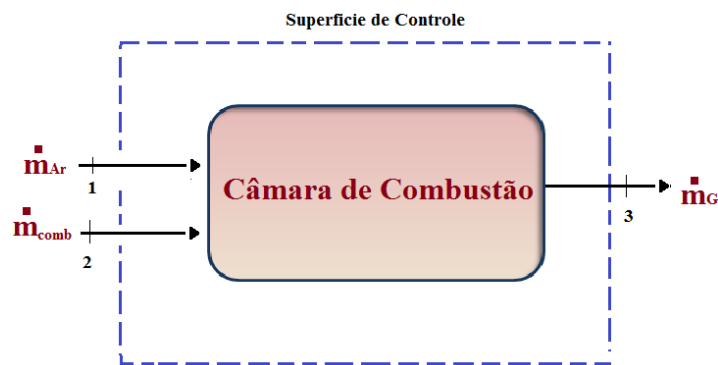 Superficie de Controle
ṁAr
1
Câmara de Combustão
ṁG
3
ṁcomb
2